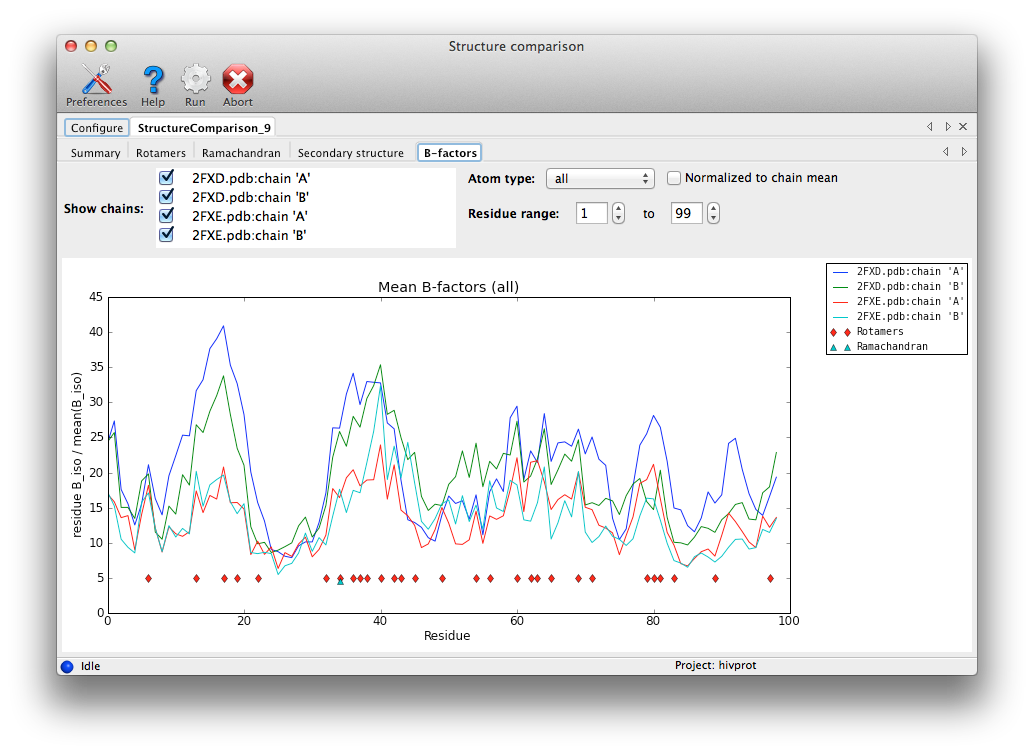 Structure comparison
Preferences Help Run Abort
Configure StructureComparison_9
Summary Rotamers Ramachandran Secondary structure B-factors
Show chains:
2FXD.pdb:chain 'A'
2FXD.pdb:chain 'B'
2FXE.pdb:chain 'A'
2FXE.pdb:chain 'B'
Atom type: all Normalized to chain mean
Residue range: 1 to 99
Mean B-factors (all)
2FXD.pdb:chain 'A'
2FXD.pdb:chain 'B'
2FXE.pdb:chain 'A'
2FXE.pdb:chain 'B'
Rotamers
Ramachandran
residue B_iso / mean(B_iso)
45
40
35
30
25
20
15
10
5
0
0 20 40 60 80 100
Residue
Idle Project: hivprot